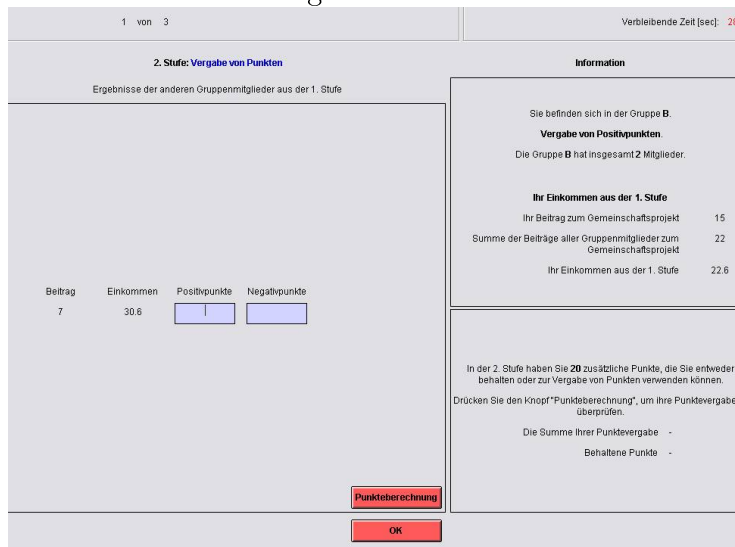 1 von 3
Verbleibende Zeit [sec]:
2. Stufe: Vergabe von Punkten
Ergebnisse der anderen Gruppenmitglieder aus der 1. Stufe
Beitrag Einkommen Positivpunkte Negativpunkte
7 30.6
Punkteberechnung
OK
Information
Sie befinden sich in der Gruppe B.
Vergabe von Positivpunkten.
Die Gruppe B hat insgesamt 2 Mitglieder.
Ihr Einkommen aus der 1. Stufe
Ihr Beitrag zum Gemeinschaftsprojekt 15
Summe der Beiträge aller Gruppenmitglieder zum 22
Gemeinschaftsprojekt
Ihr Einkommen aus der 1. Stufe 22.6
In der 2. Stufe haben Sie 20 zusätzliche Punkte, die Sie entweder
behalten oder zur Vergabe von Punkten verwenden können.
Drücken Sie den Knopf "Punkteberechnung", um ihre Punktevergabe
überprüfen.
Die Summe Ihrer Punktevergabe -
Behaltene Punkte -